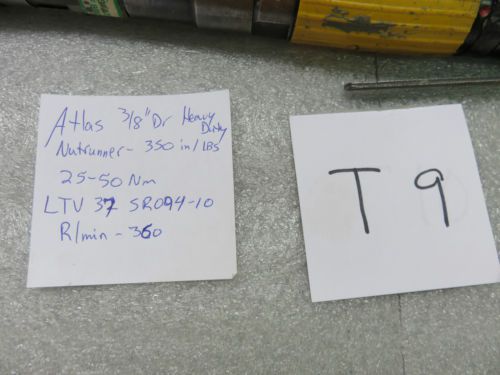 Atlas 3/8" Dr Heavy Duty
Nutrunner - 350 in/LBS
25-50 Nm
LTV 37 SR094-10
R/min - 360
T 9